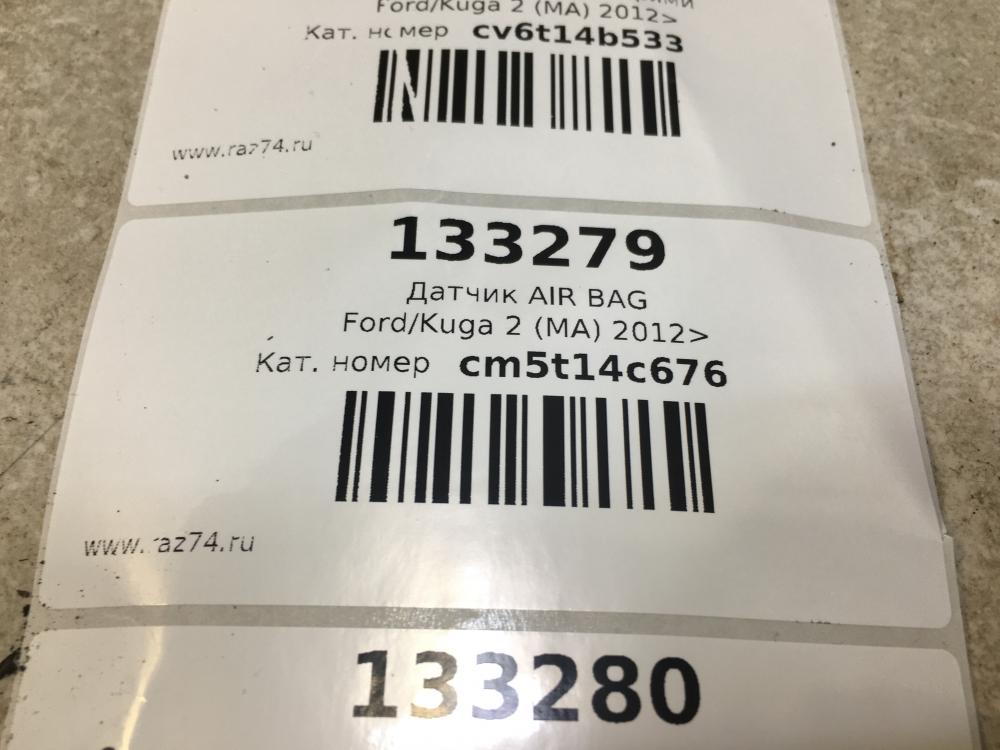 Ford/Kuga 2 (MA) 2012>
Кат. номер cv6t14b533
www.raz74.ru
133279
Датчик AIR BAG
Ford/Kuga 2 (MA) 2012>
Кат. номер cm5t14c676
www.raz74.ru
133280